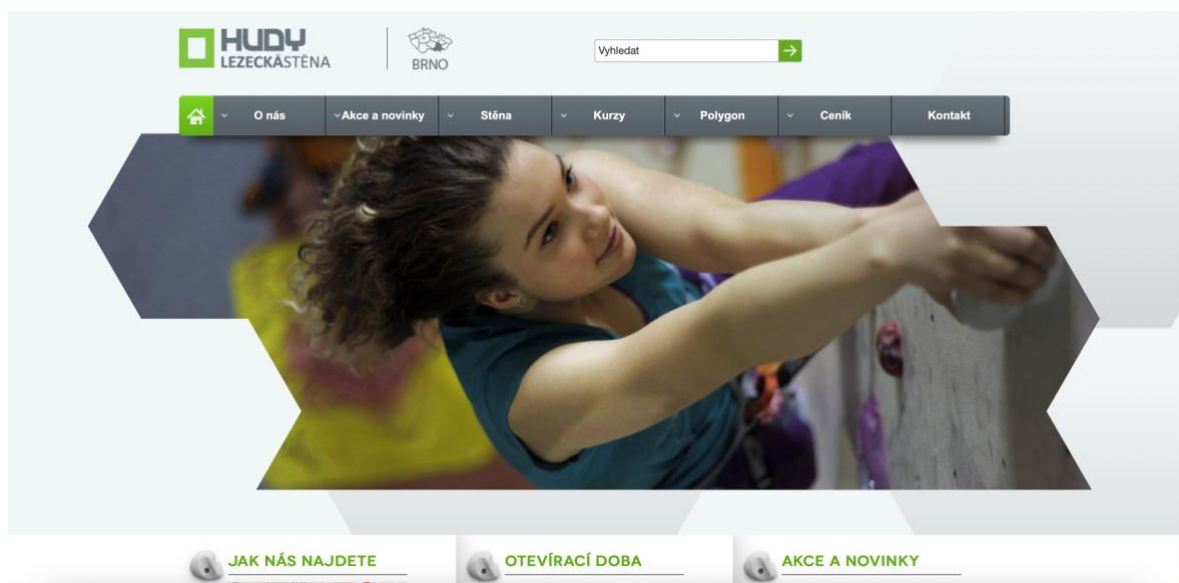 HUDY
LEZECKÁSTĚNA
BRNO
Vyhledat
O nás
Akce a novinky
Stěna
Kurzy
Polygon
Ceník
Kontakt
JAK NÁS NAJDETE
OTEVÍRACÍ DOBA
AKCE A NOVINKY